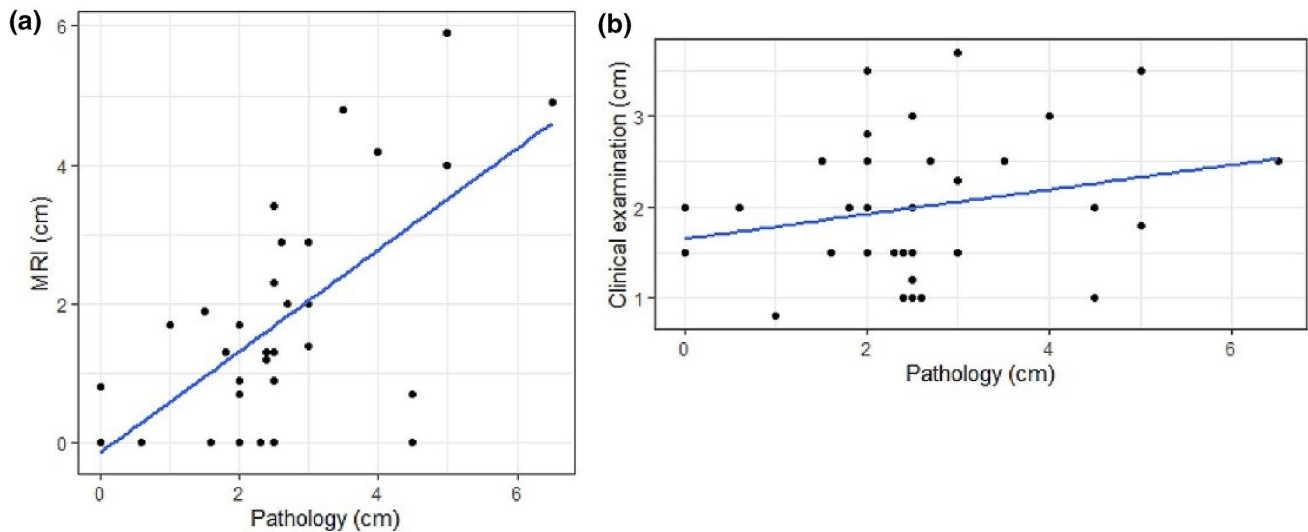 (a)
MRI (cm)
6
4
2
0
0 2 4 6
Pathology (cm)
(b)
Clinical examination (cm)
3
2
1
0 2 4 6
Pathology (cm)